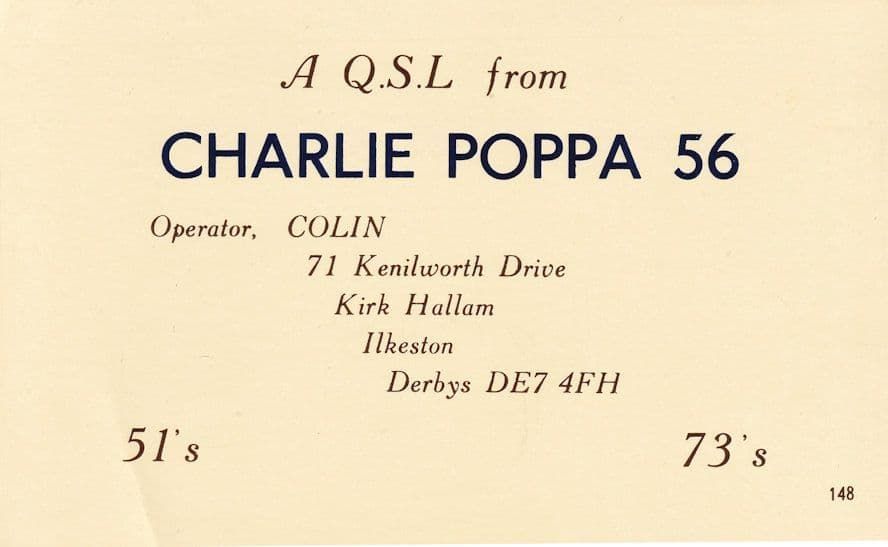 A Q.S.L from
CHARLIE POPPA 56
Operator, COLIN
71 Kenilworth Drive
Kirk Hallam
Ilkeston
Derbys DE7 4FH
51's 73's
148